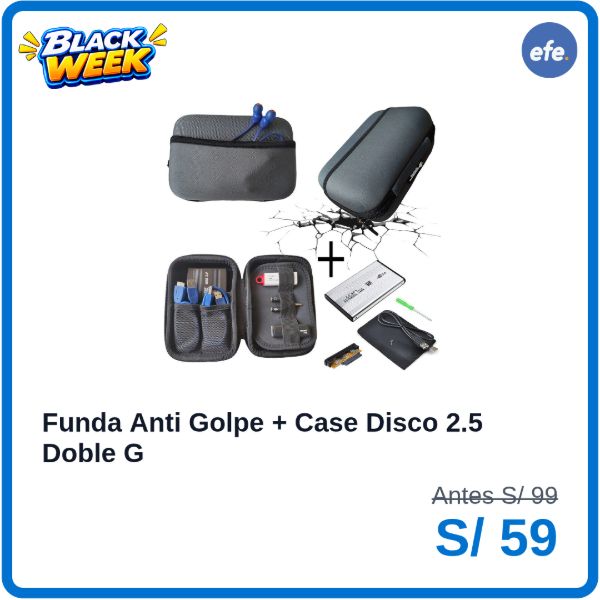 BLACK
WEEK
efe.
Funda Anti Golpe + Case Disco 2.5
Doble G
Antes S/ 99
S/ 59